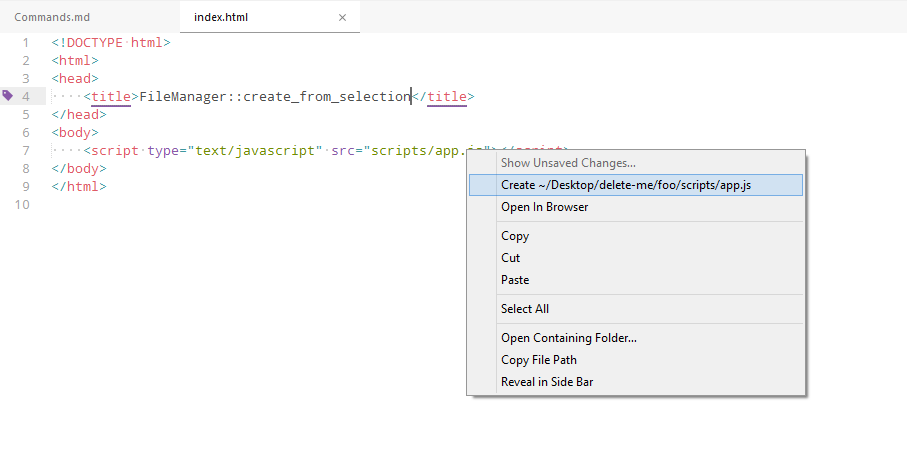 Commands.md
index.html ×
1 <!DOCTYPE html>
2 <html>
3 <head>
4 ····<title>FileManager::create_from_selection</title>
5 </head>
6 <body>
7 ····<script·type="text/javascript"·src="scripts/app.js"></script>
8 </body>
9 </html>
10
Show Unsaved Changes...
Create ~/Desktop/delete-me/foo/scripts/app.js
Open In Browser
Copy
Cut
Paste
Select All
Open Containing Folder...
Copy File Path
Reveal in Side Bar